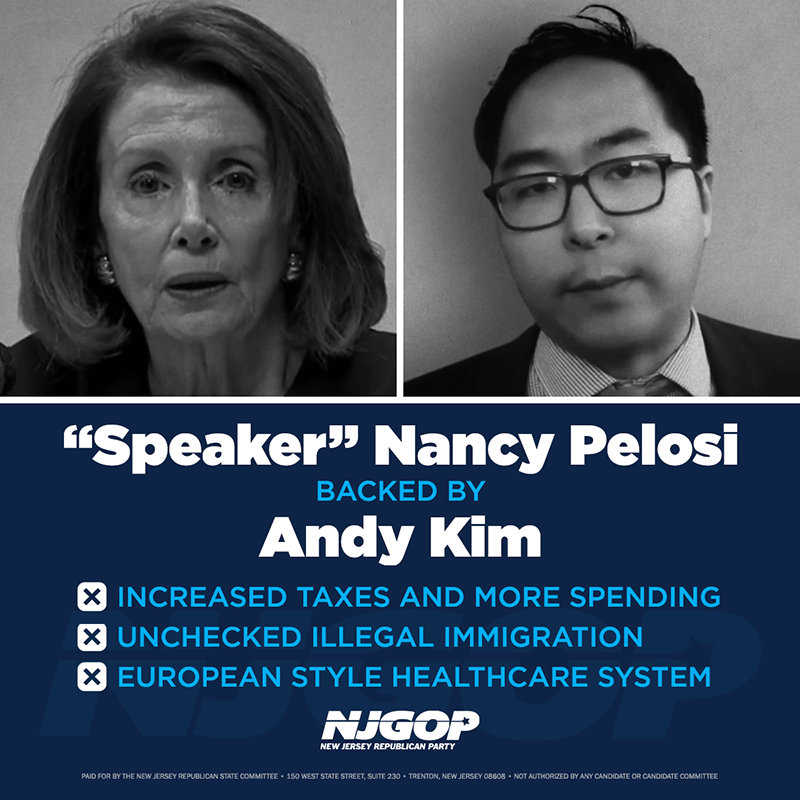 “Speaker” Nancy Pelosi
BACKED BY
Andy Kim
INCREASED TAXES AND MORE SPENDING
UNCHECKED ILLEGAL IMMIGRATION
EUROPEAN STYLE HEALTHCARE SYSTEM
NJGOP
NEW JERSEY REPUBLICAN PARTY
PAID FOR BY THE NEW JERSEY REPUBLICAN STATE COMMITTEE • 150 WEST STATE STREET, SUITE 230 • TRENTON, NEW JERSEY 08608 • NOT AUTHORIZED BY ANY CANDIDATE OR CANDIDATE COMMITTEE